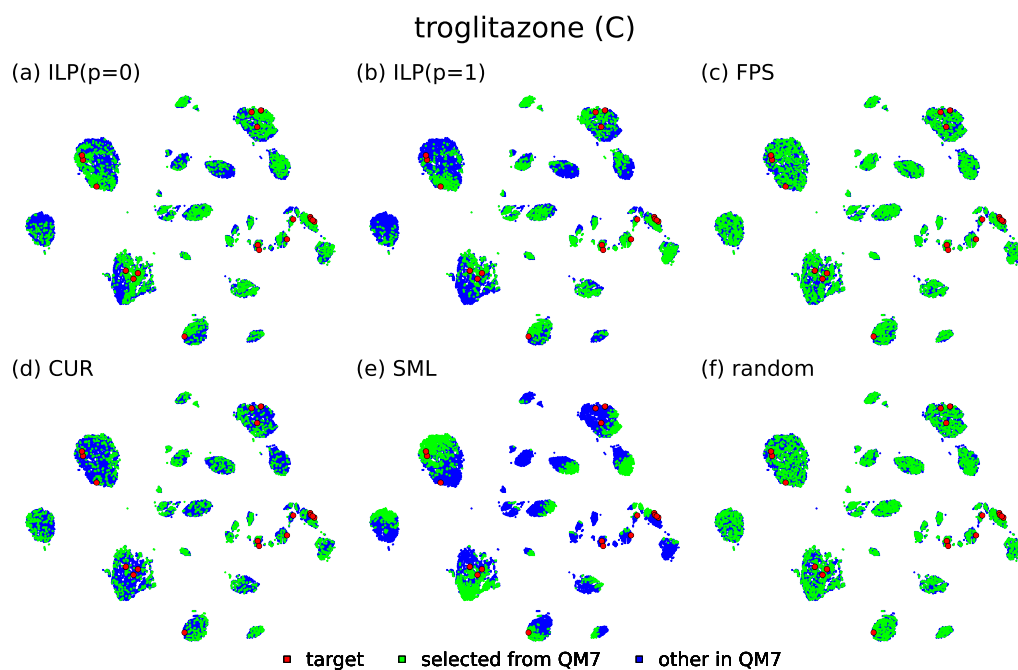 troglitazone (C)
(a) ILP(p=0)
(b) ILP(p=1)
(c) FPS
(d) CUR
(e) SML
(f) random
target
selected from QM7
other in QM7